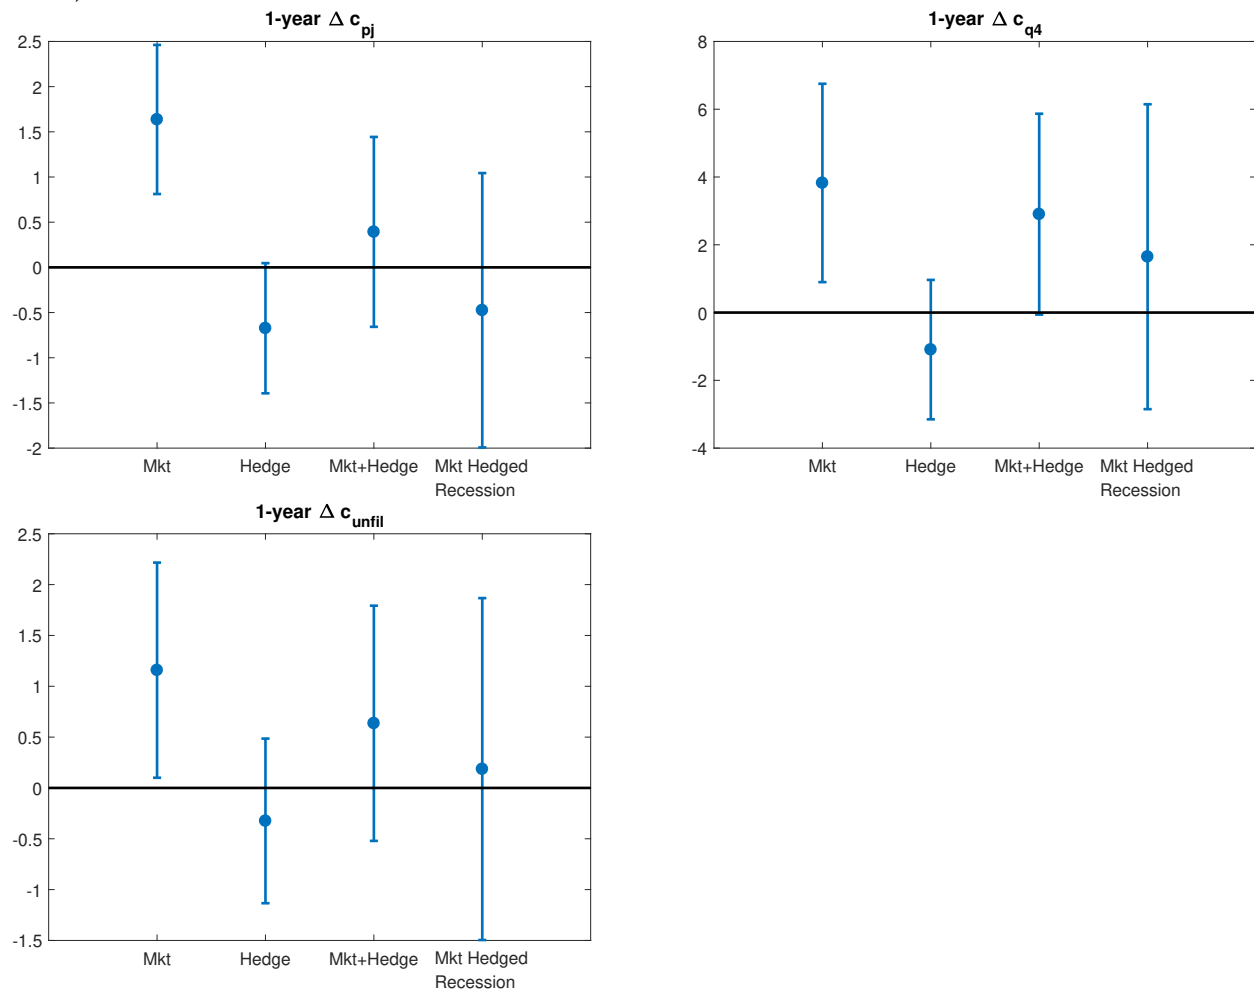 1-year Δ c_pj
2.5
2
1.5
1
0.5
0
-0.5
-1
-1.5
-2
Mkt Hedge Mkt+Hedge Mkt Hedged
Recession
1-year Δ c_q4
8
6
4
2
0
-2
-4
Mkt Hedge Mkt+Hedge Mkt Hedged
Recession
1-year Δ c_unfil
2.5
2
1.5
1
0.5
0
-0.5
-1
-1.5
Mkt Hedge Mkt+Hedge Mkt Hedged
Recession